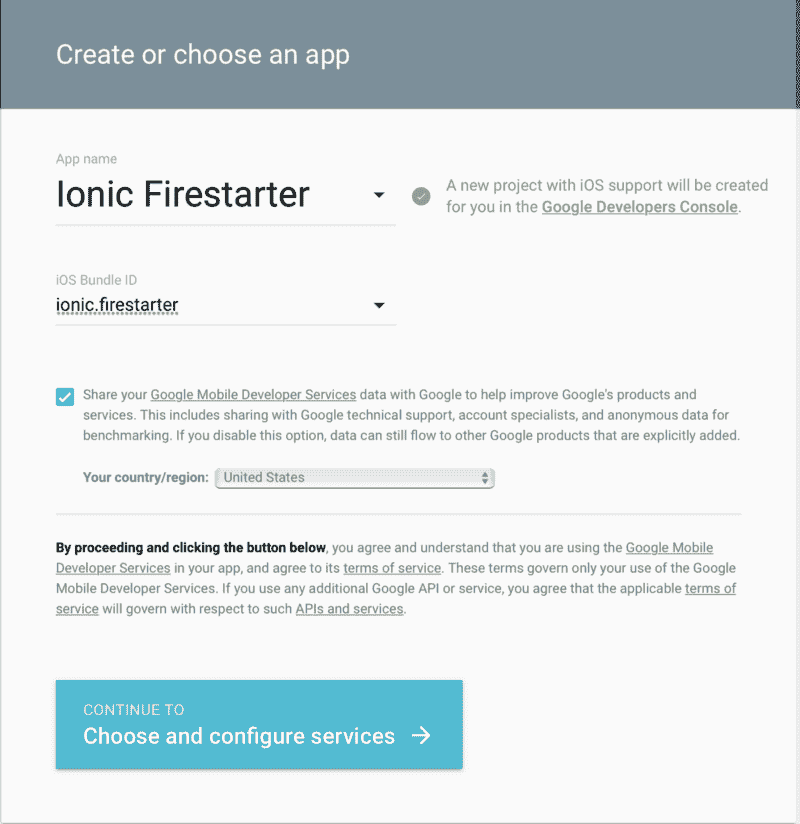 Create or choose an app
App name
Ionic Firestarter
A new project with iOS support will be created
for you in the Google Developers Console.
iOS Bundle ID
ionic.firestarter
Share your Google Mobile Developer Services data with Google to help improve Google's products and
services. This includes sharing with Google technical support, account specialists, and anonymous data for
benchmarking. If you disable this option, data can still flow to other Google products that are explicitly added.
Your country/region: United States
By proceeding and clicking the button below, you agree and understand that you are using the Google Mobile
Developer Services in your app, and agree to its terms of service. These terms govern only your use of the Google
Mobile Developer Services. If you use any additional Google API or service, you agree that the applicable terms of
service will govern with respect to such APIs and services.
CONTINUE TO
Choose and configure services